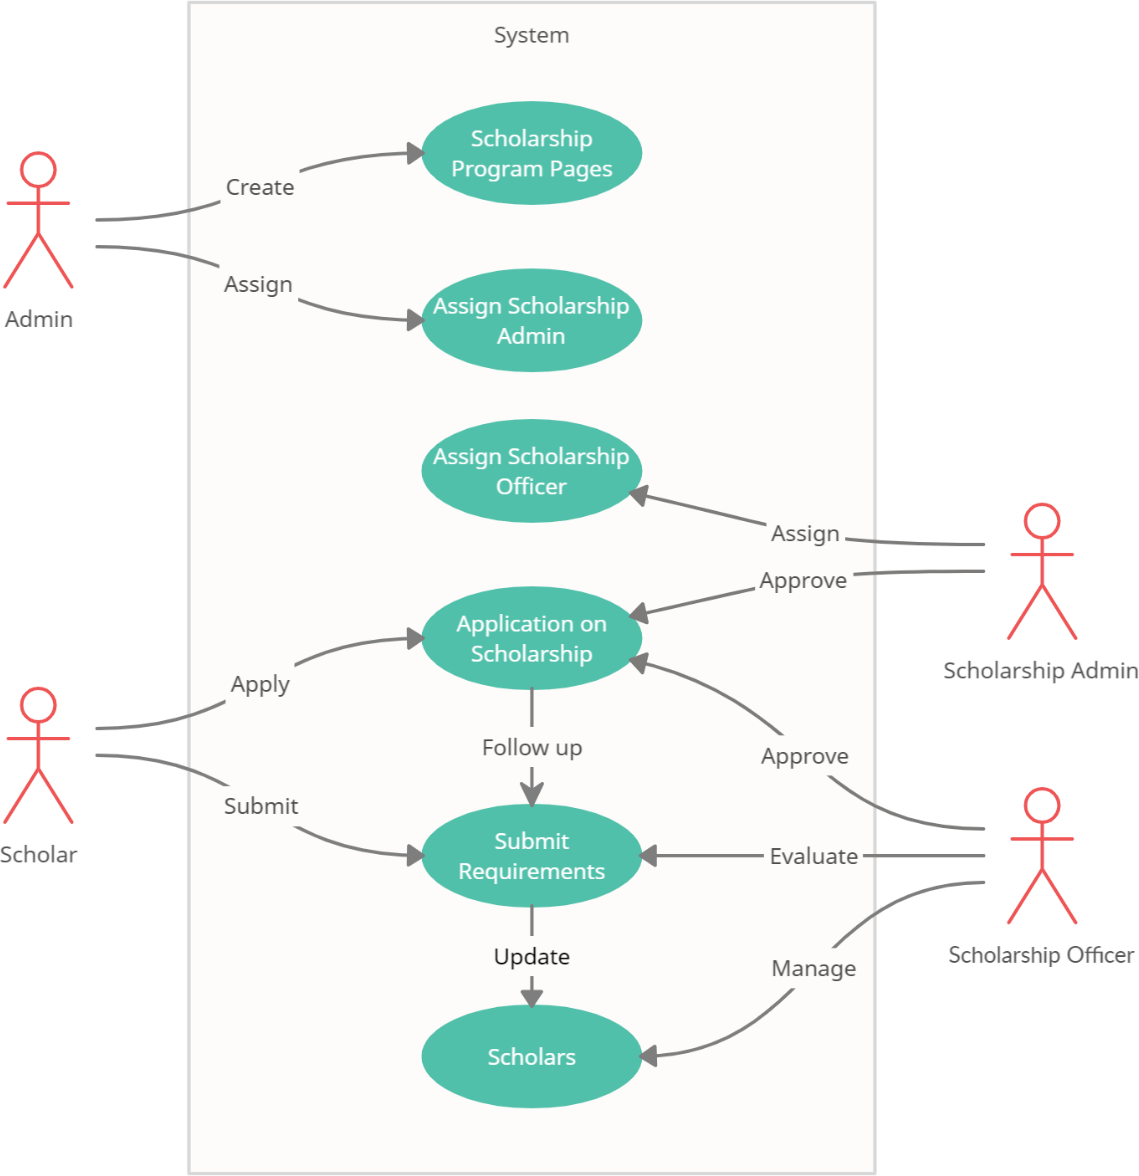 System
Scholarship
Program Pages
Create
Assign
Admin
Assign Scholarship
Admin
Assign Scholarship
Officer
Assign
Approve
Scholarship Admin
Application on
Scholarship
Apply
Follow up
Approve
Submit
Scholar
Submit
Requirements
Evaluate
Scholarship Officer
Update
Manage
Scholars